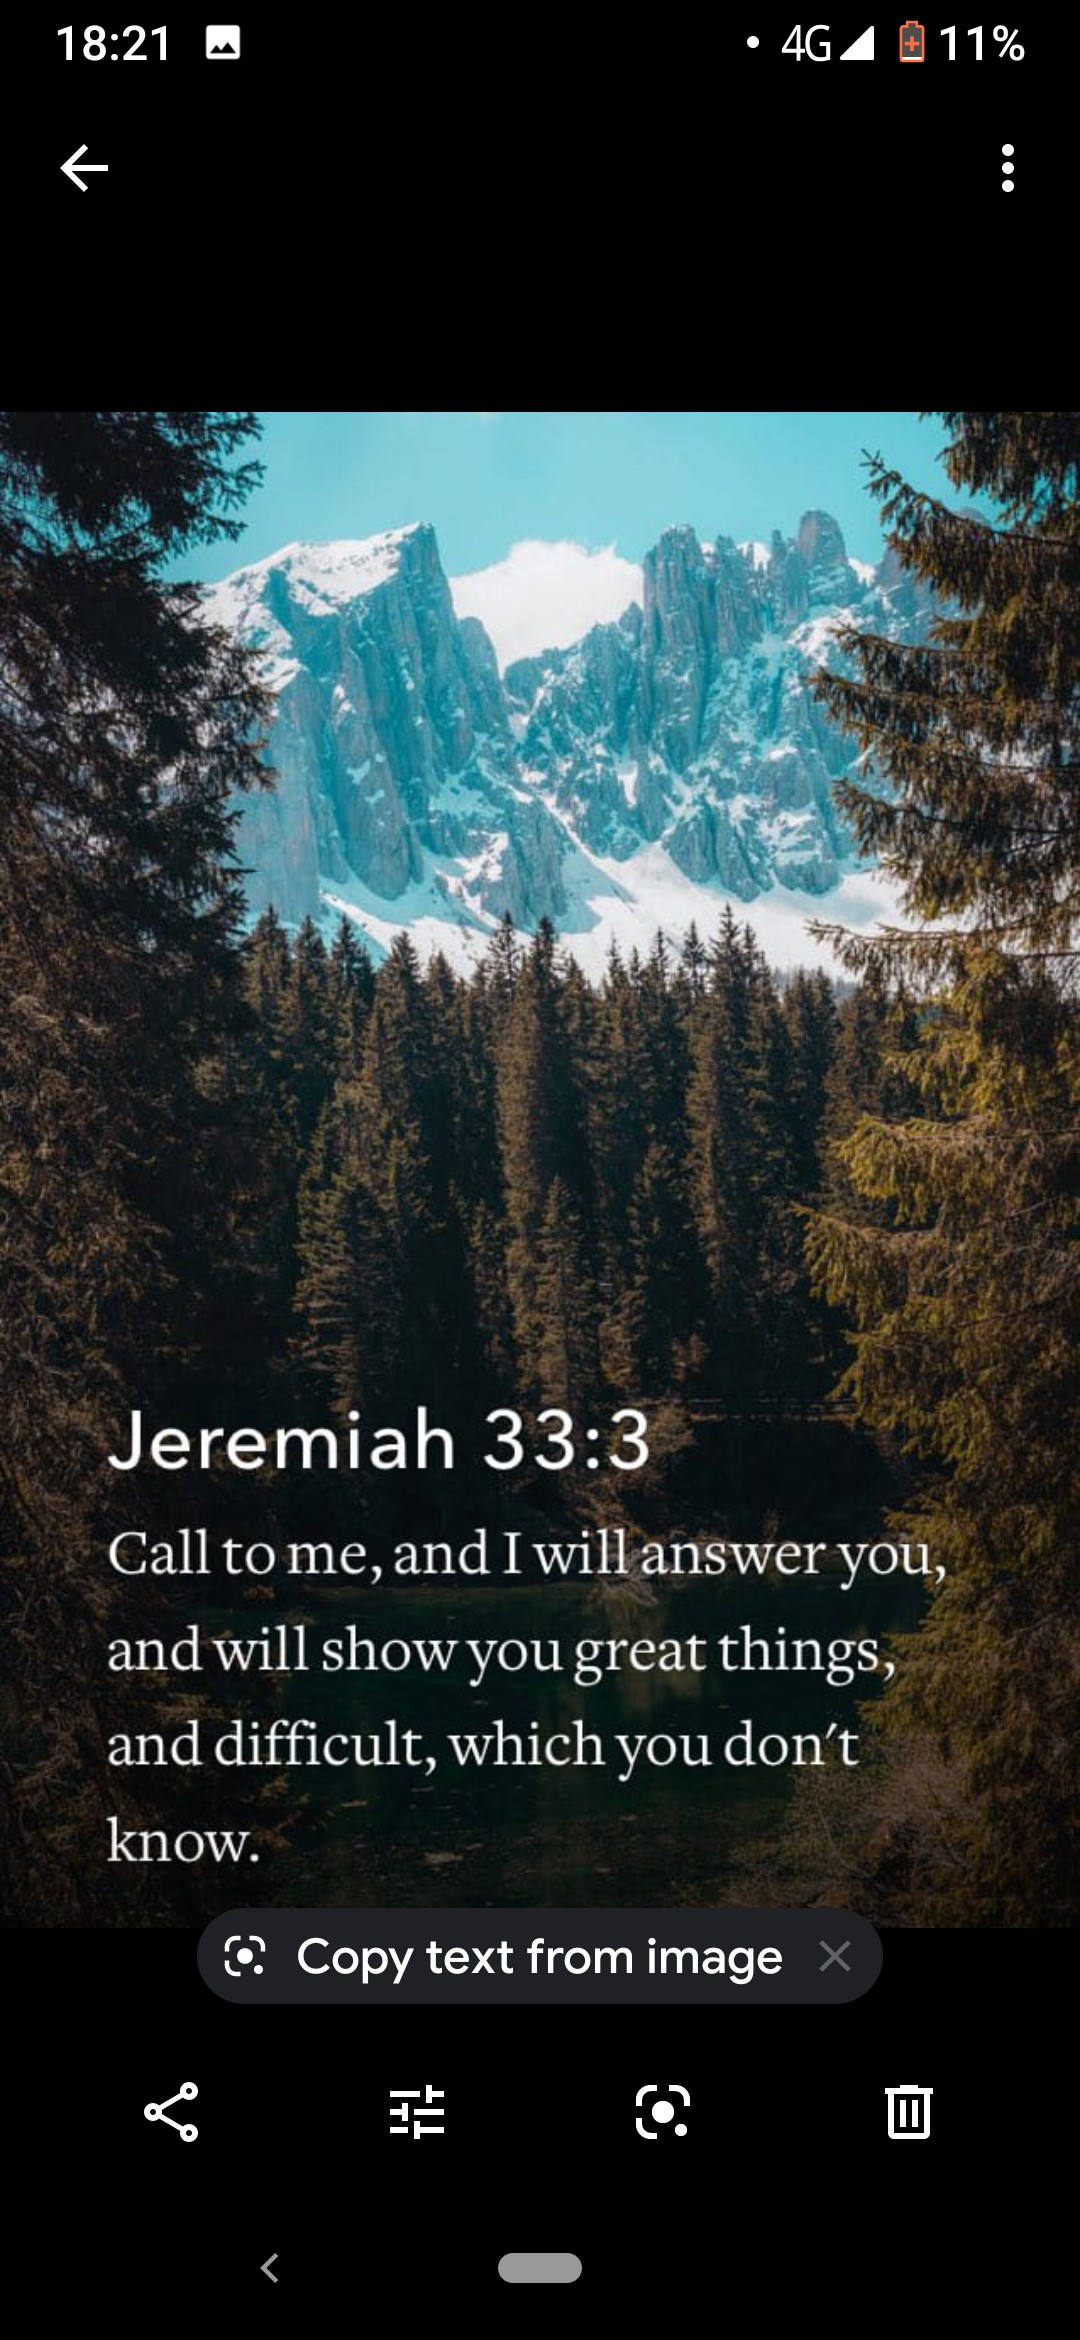 18:21 4G 11%
Jeremiah 33:3
Call to me, and I will answer you,
and will show you great things,
and difficult, which you don't
know.
Copy text from image